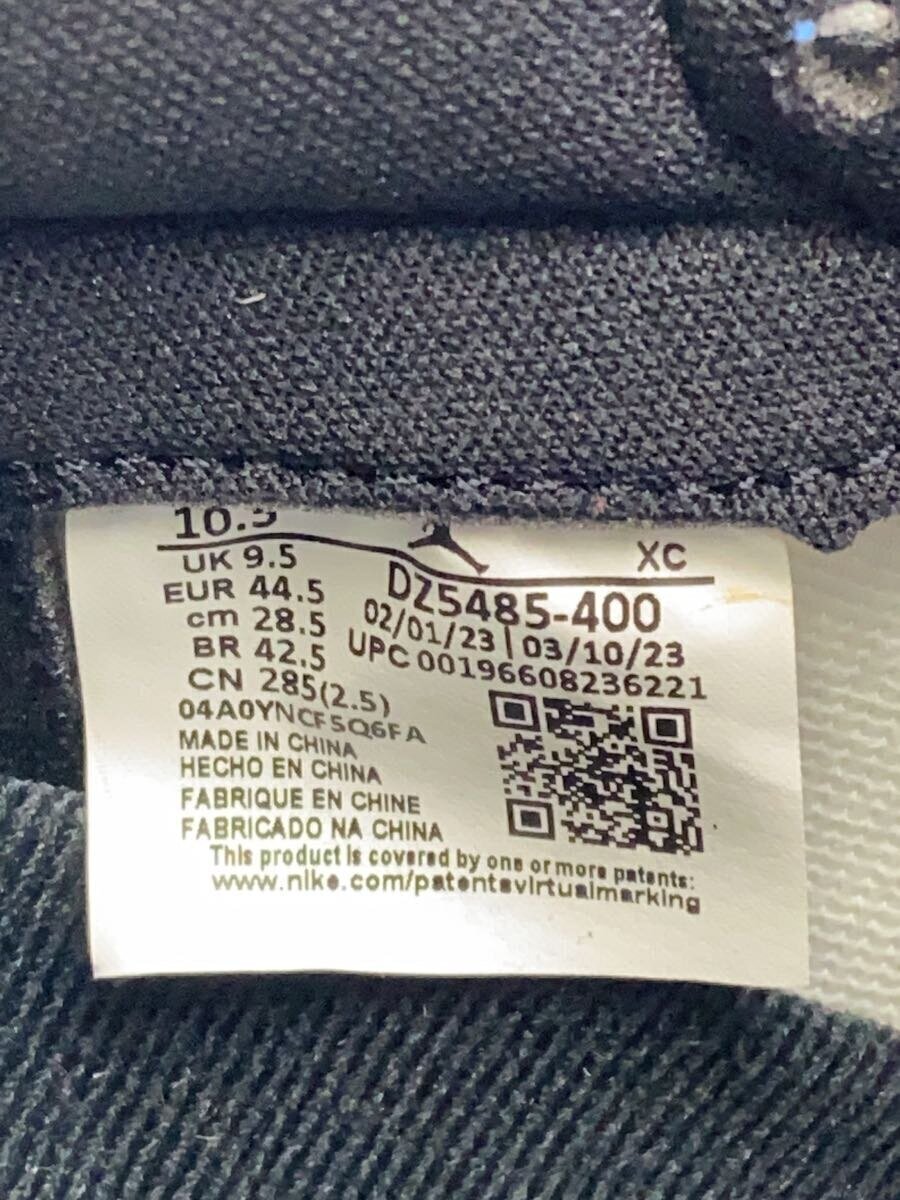 10.5
XC
UK 9.5
EUR 44.5
cm 28.5
BR 42.5
CN 285(2.5)
DZ5485-400
02/01/23 | 03/10/23
UPC 00196608236221
04A0YNCF5Q6FA
MADE IN CHINA
HECHO EN CHINA
FABRIQUE EN CHINE
FABRICADO NA CHINA
This product is covered by one or more patents:
www.nike.com/patentsvirtualmarking